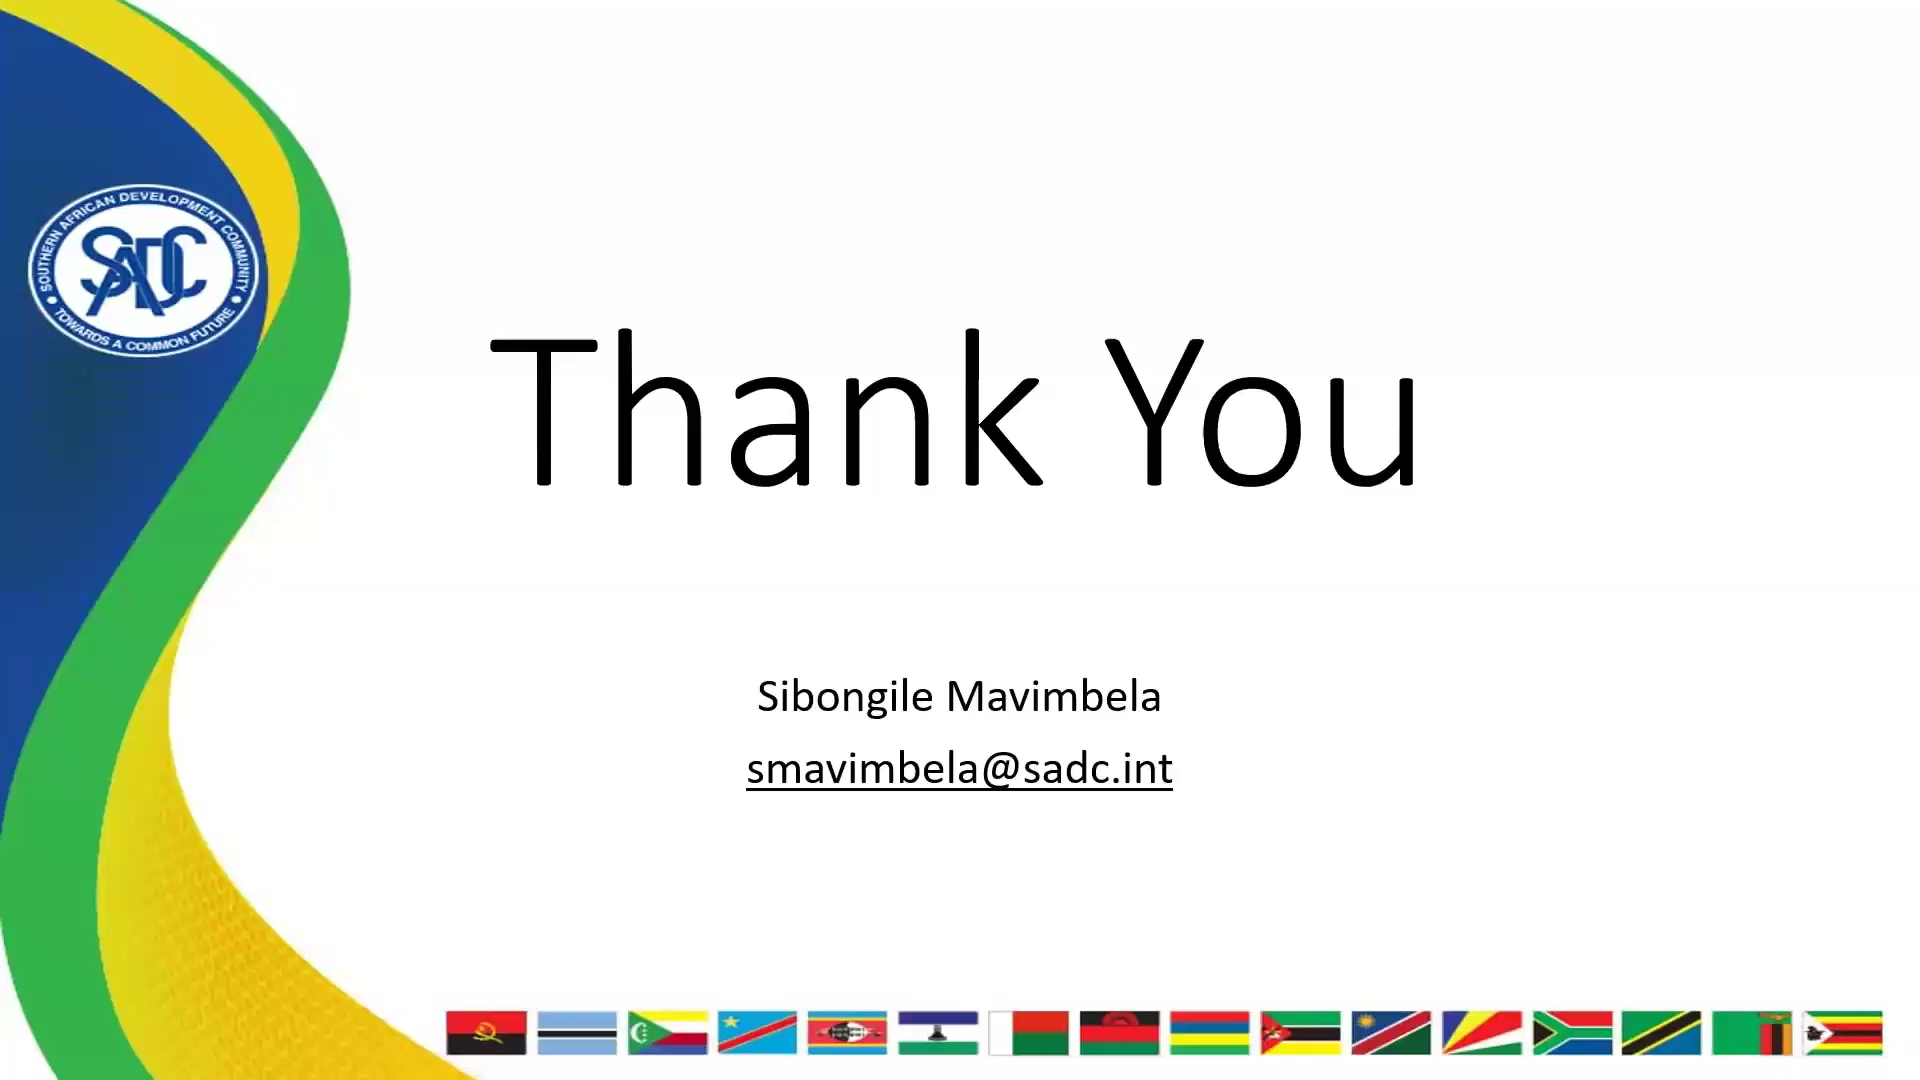 SOUTHERN AFRICAN DEVELOPMENT COMMUNITY
SADC
TOWARDS A COMMON FUTURE
Thank You
Sibongile Mavimbela
smavimbela@sadc.int